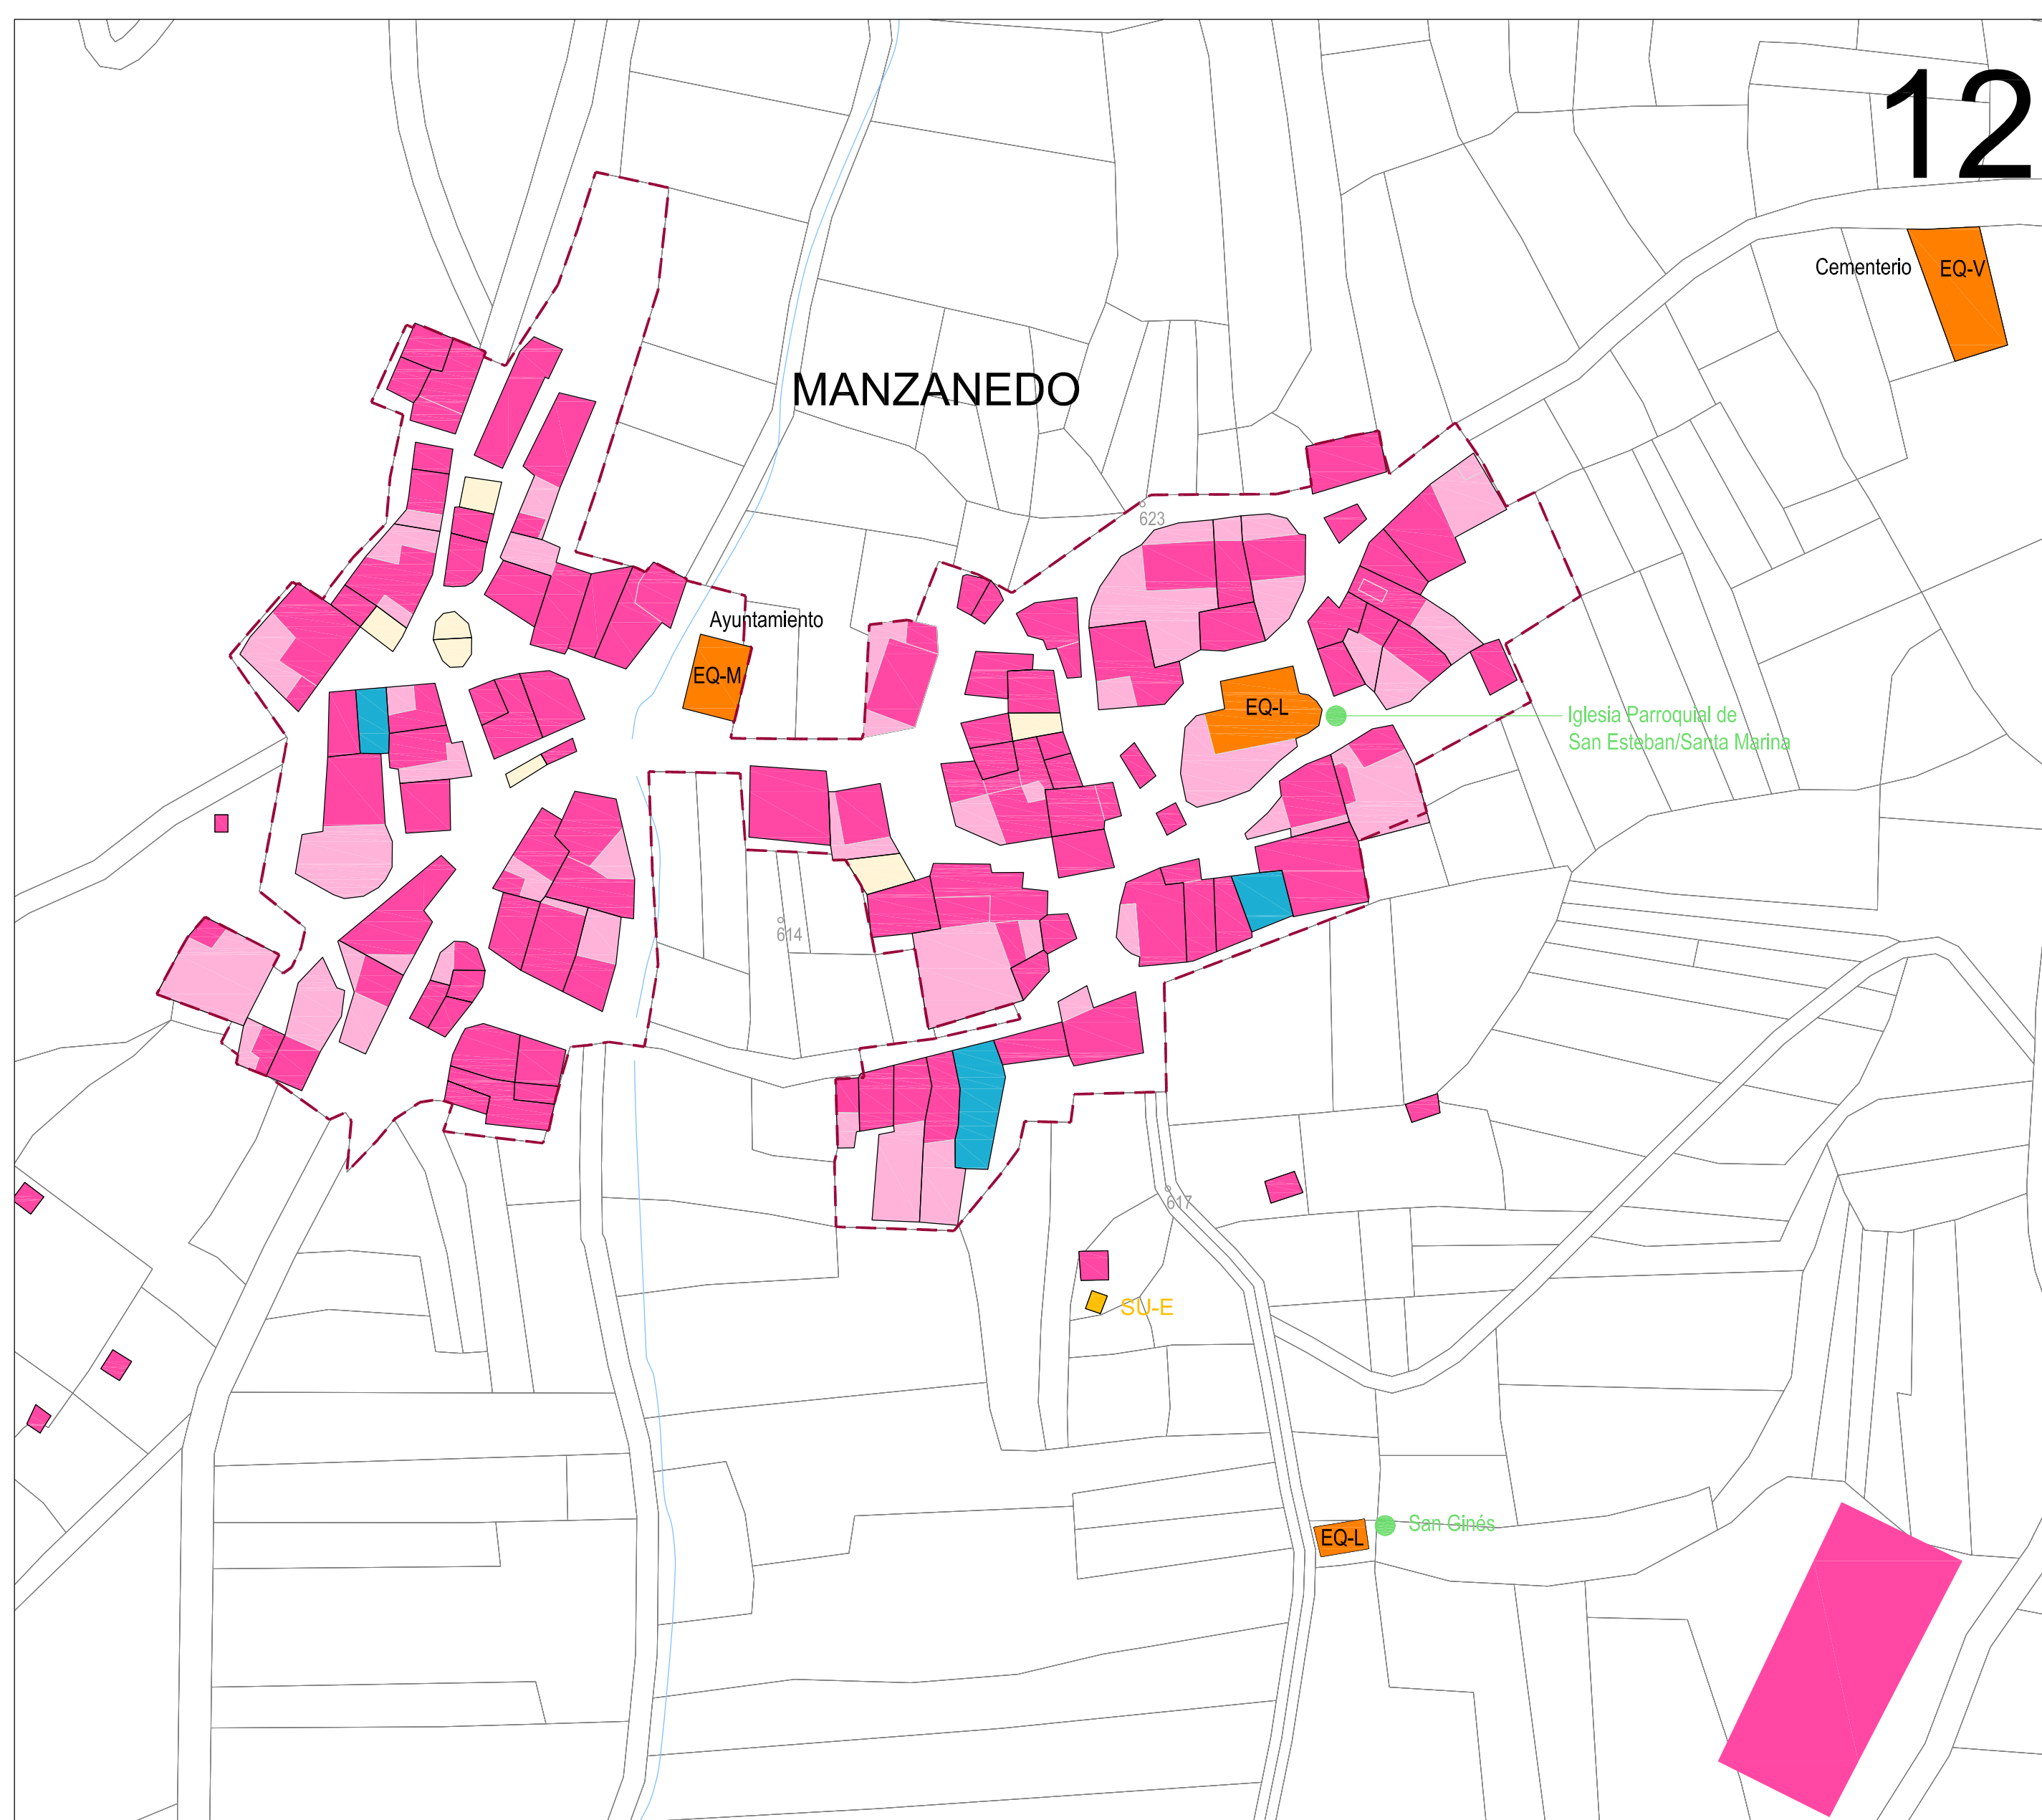 12
Cementerio
EQ-V
MANZANEDO
623
Ayuntamiento
EQ-M
EQ-L
Iglesia Parroquial de
San Esteban/Santa Marina
614
617
SU-E
San Ginés
EQ-L